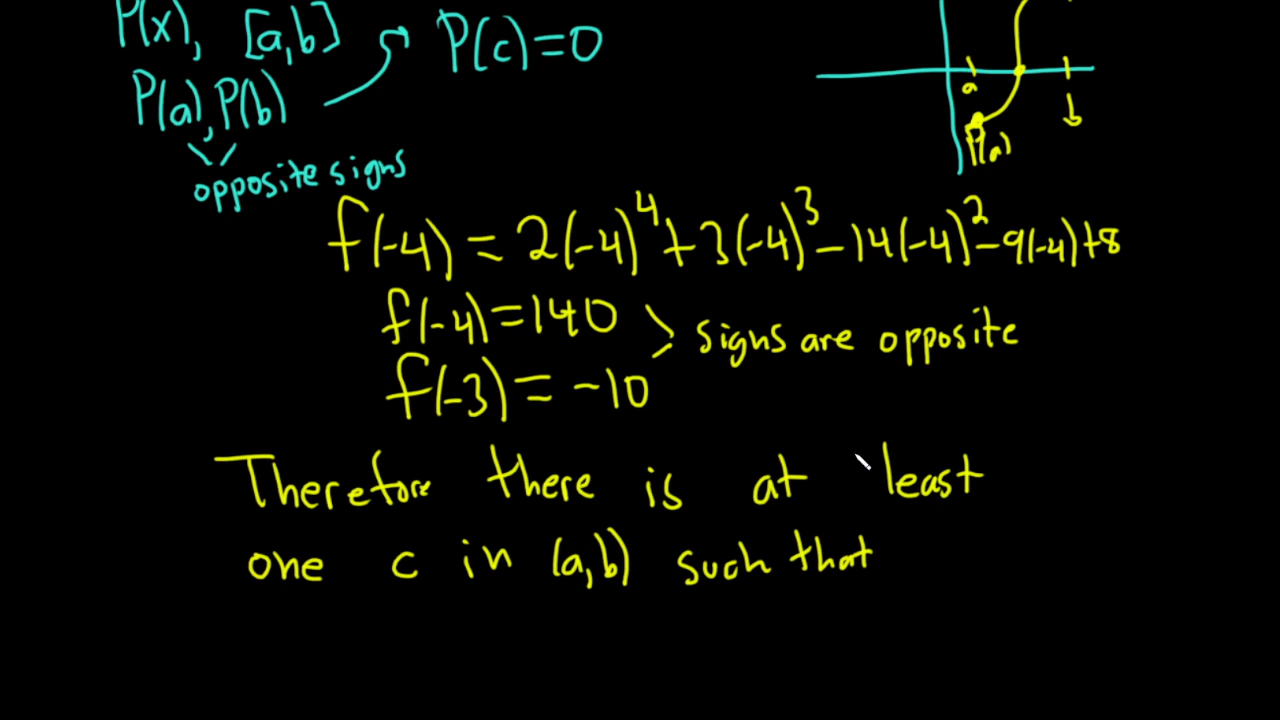 P(x), [a,b] P(c)=0
P(a), P(b)
opposite signs
a
b
P(a)
f(-4) = 2(-4)^4+3(-4)^3-14(-4)^2-9(-4)+8
f(-4)=140
signs are opposite
f(-3)= -10
Therefore there is at least
one c in (a,b) such that